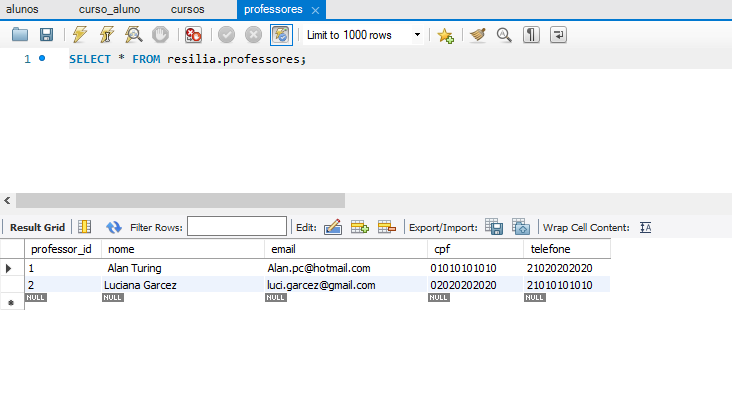 alunos curso_aluno cursos professores
Limit to 1000 rows
1 SELECT * FROM resilia.professores;
Result Grid Filter Rows: Edit: Export/Import: Wrap Cell Content:
professor_id nome email cpf telefone
1 Alan Turing Alan.pc@hotmail.com 01010101010 21020202020
2 Luciana Garcez luci.garcez@gmail.com 02020202020 21010101010
NULL NULL NULL NULL NULL